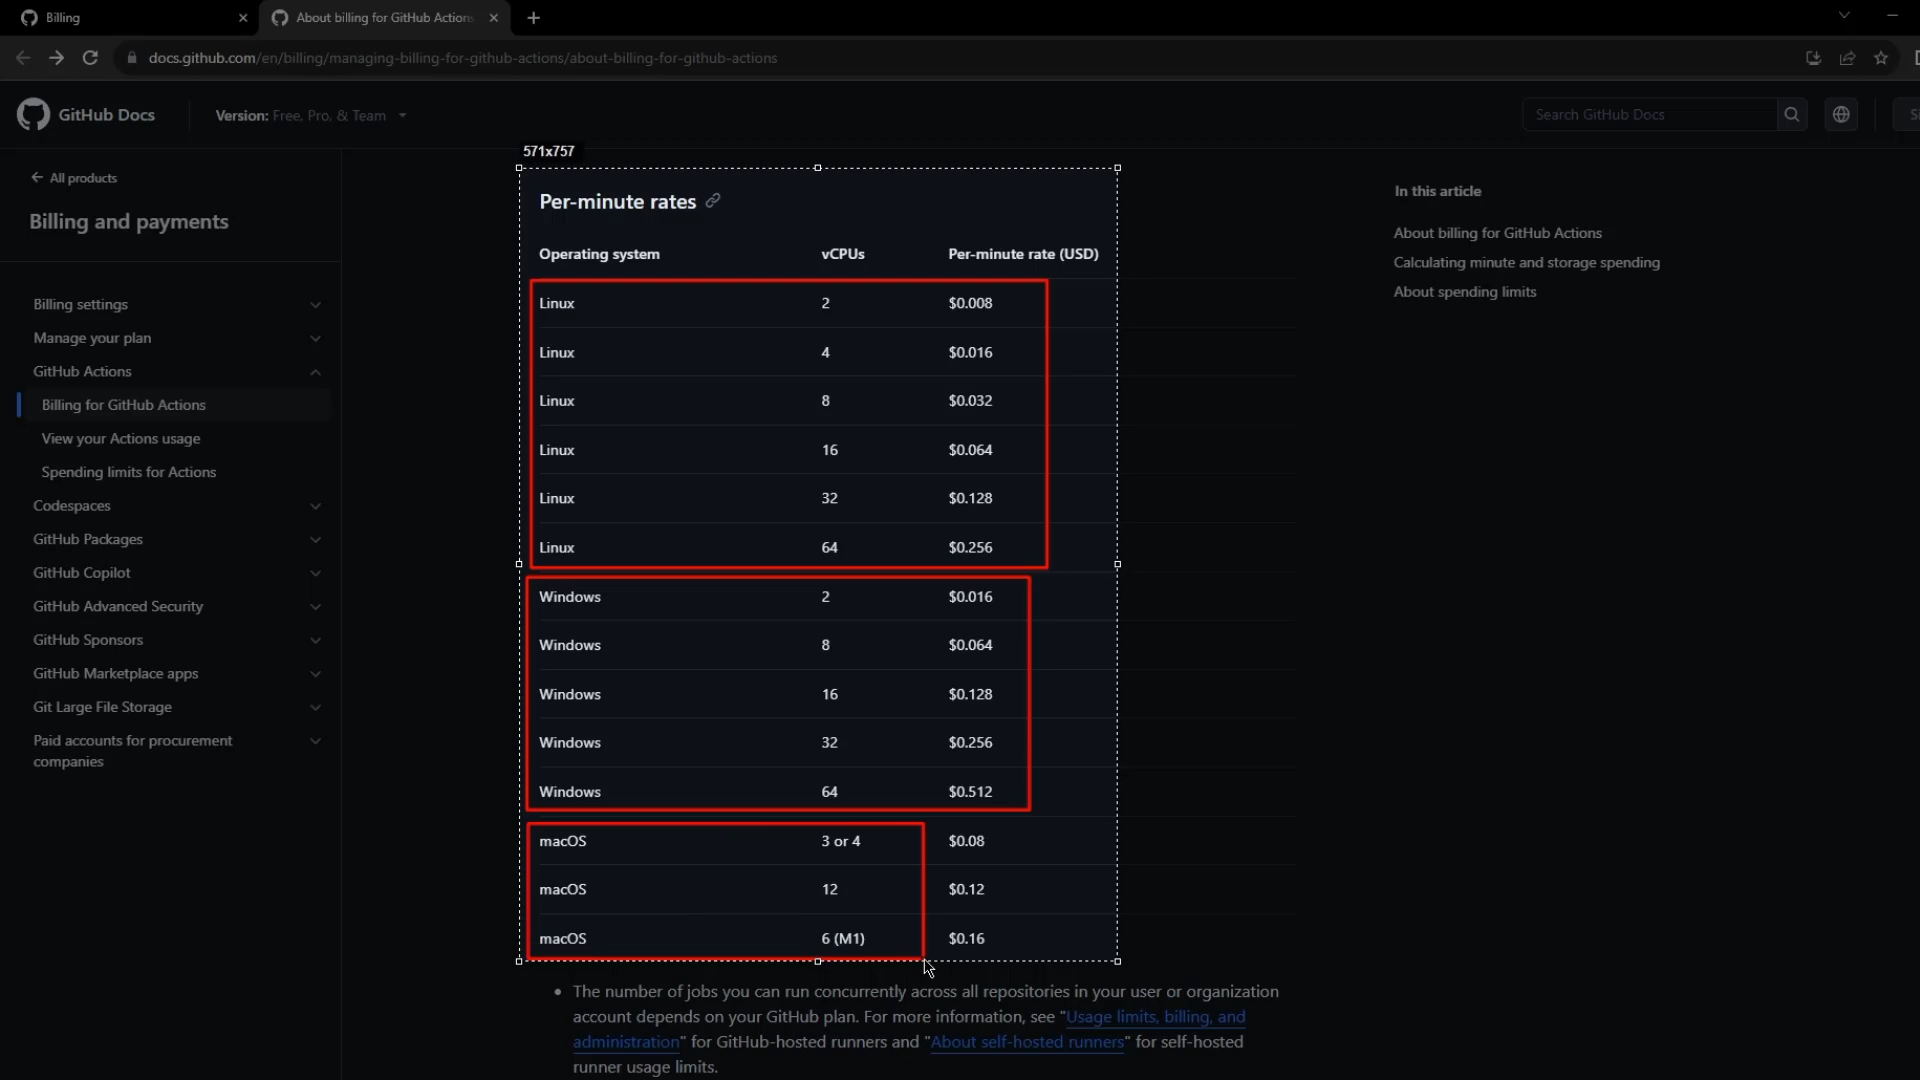 Billing
About billing for GitHub Actions
docs.github.com/en/billing/managing-billing-for-github-actions/about-billing-for-github-actions
GitHub Docs
Version: Free, Pro, & Team
Search GitHub Docs
571x757
All products
Billing and payments
Billing settings
Manage your plan
GitHub Actions
Billing for GitHub Actions
View your Actions usage
Spending limits for Actions
Codespaces
GitHub Packages
GitHub Copilot
GitHub Advanced Security
GitHub Sponsors
GitHub Marketplace apps
Git Large File Storage
Paid accounts for procurement
companies
Per-minute rates
Operating system vCPUs Per-minute rate (USD)
Linux 2 $0.008
Linux 4 $0.016
Linux 8 $0.032
Linux 16 $0.064
Linux 32 $0.128
Linux 64 $0.256
Windows 2 $0.016
Windows 8 $0.064
Windows 16 $0.128
Windows 32 $0.256
Windows 64 $0.512
macOS 3 or 4 $0.08
macOS 12 $0.12
macOS 6 (M1) $0.16
• The number of jobs you can run concurrently across all repositories in your user or organization
account depends on your GitHub plan. For more information, see "Usage limits, billing, and
administration" for GitHub-hosted runners and "About self-hosted runners" for self-hosted
runner usage limits.
In this article
About billing for GitHub Actions
Calculating minute and storage spending
About spending limits